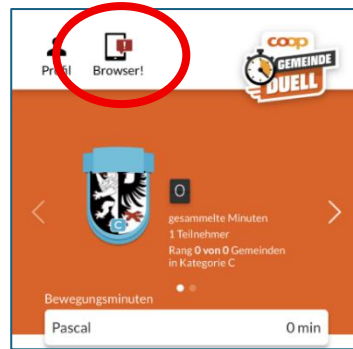 Profil Browser!
coop
GEMEINDE
DUELL
0
gesammelte Minuten
1 Teilnehmer
Rang 0 von 0 Gemeinden
in Kategorie C
C
Bewegungsminuten
Pascal 0 min